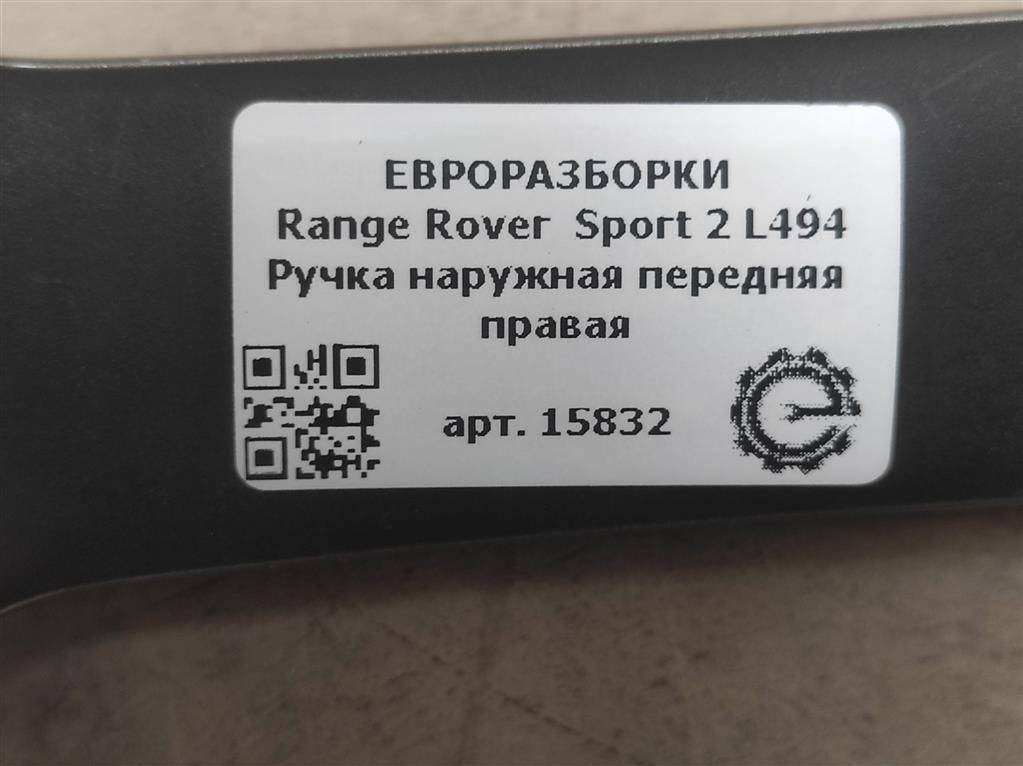 ЕВРОРАЗБОРКИ
Range Rover Sport 2 L494
Ручка наружная передняя
правая
арт. 15832